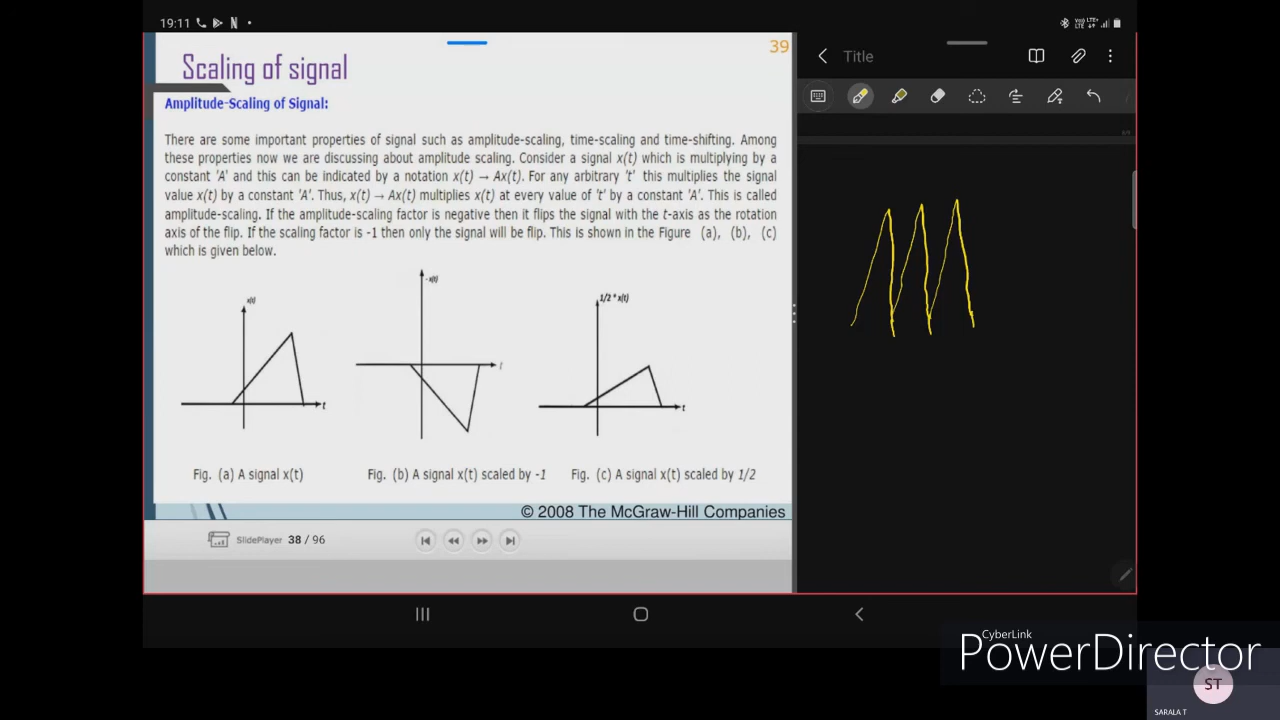 19:11
39
Scaling of signal
Amplitude-Scaling of Signal:
There are some important properties of signal such as amplitude-scaling, time-scaling and time-shifting. Among
these properties now we are discussing about amplitude scaling. Consider a signal x(t) which is multiplying by a
constant 'A' and this can be indicated by a notation x(t) → Ax(t). For any arbitrary 't' this multiplies the signal
value x(t) by a constant 'A'. Thus, x(t) → Ax(t) multiplies x(t) at every value of 't' by a constant 'A'. This is called
amplitude-scaling. If the amplitude-scaling factor is negative then it flips the signal with the t-axis as the rotation
axis of the flip. If the scaling factor is -1 then only the signal will be flip. This is shown in the Figure (a), (b), (c)
which is given below.
x(t)
t
- x(t)
t
1/2 * x(t)
t
Fig. (a) A signal x(t)
Fig. (b) A signal x(t) scaled by -1
Fig. (c) A signal x(t) scaled by 1/2
© 2008 The McGraw-Hill Companies
SlidePlayer 38 / 96
Title
CyberLink
PowerDirector
ST
SARALA T